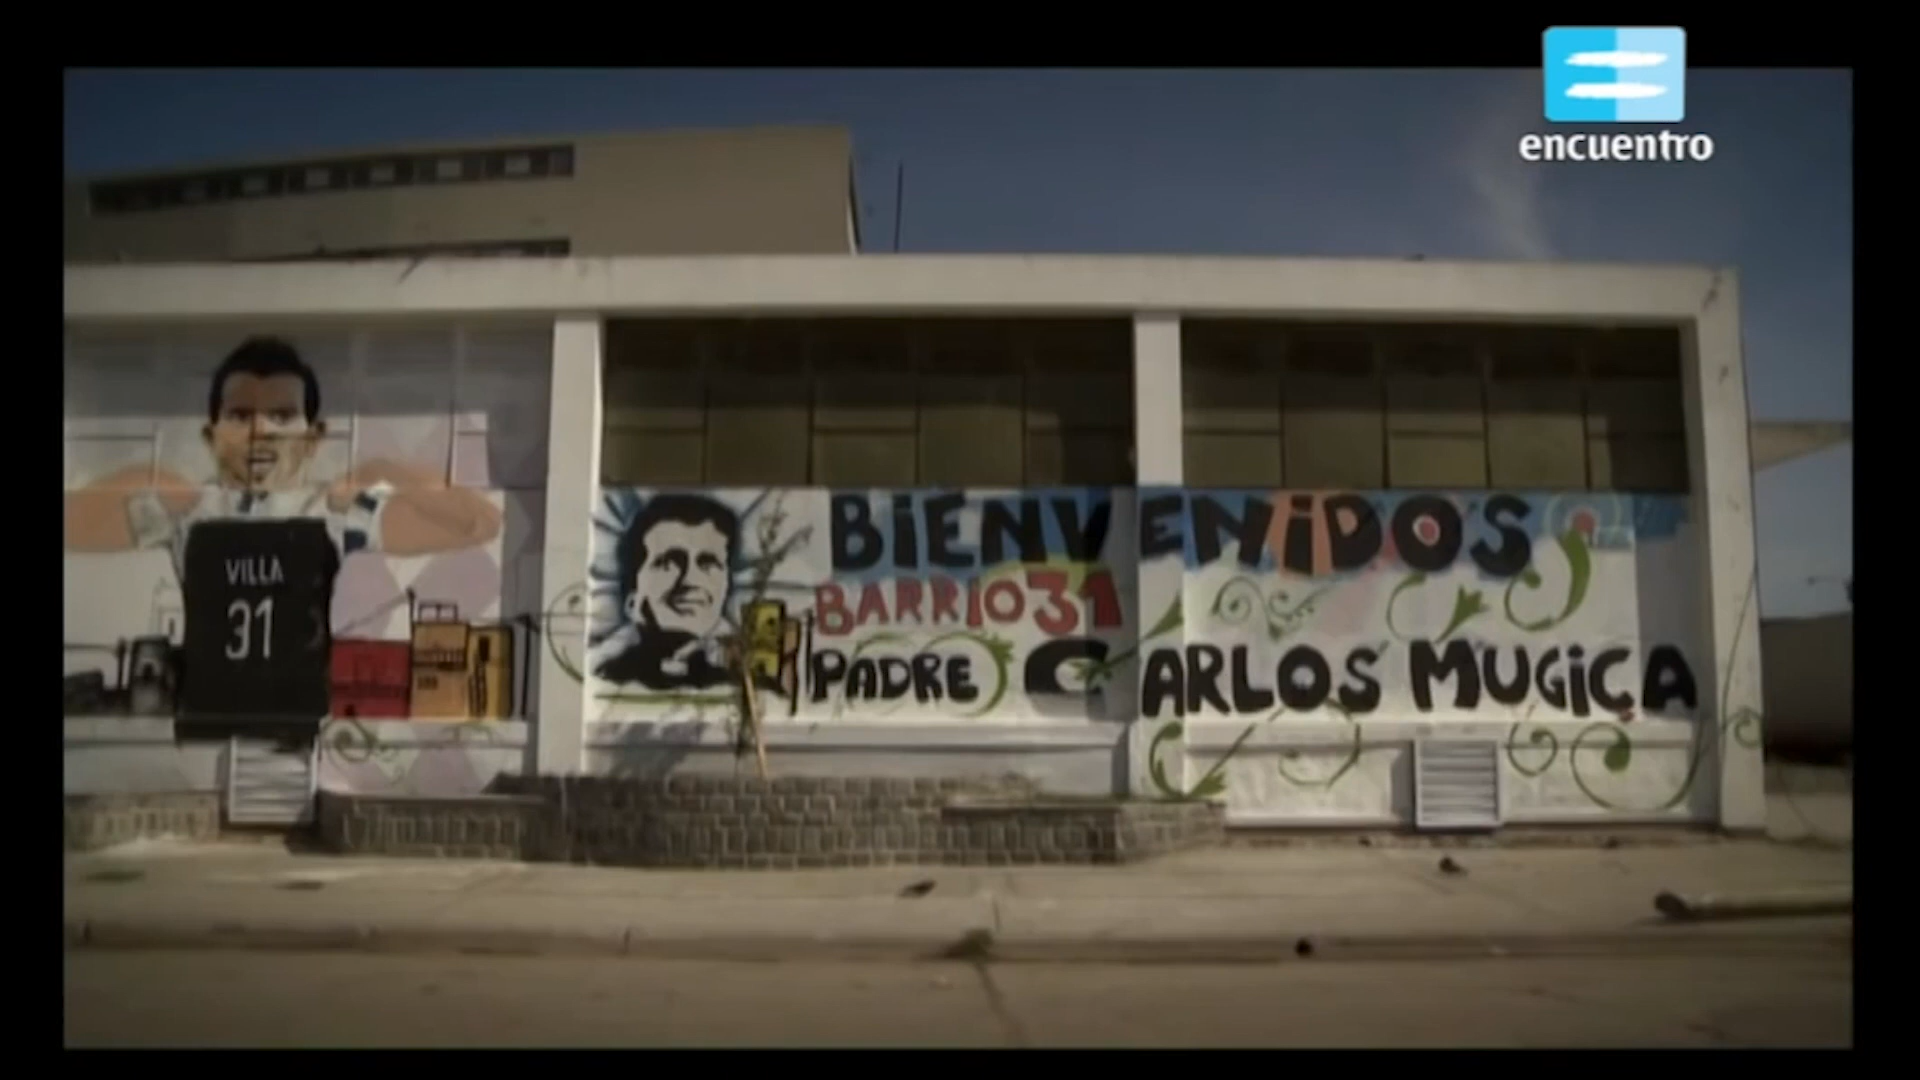 encuentro
VILLA
31
BIENVENIDOS
BARRIO 31
PADRE CARLOS MUGICA